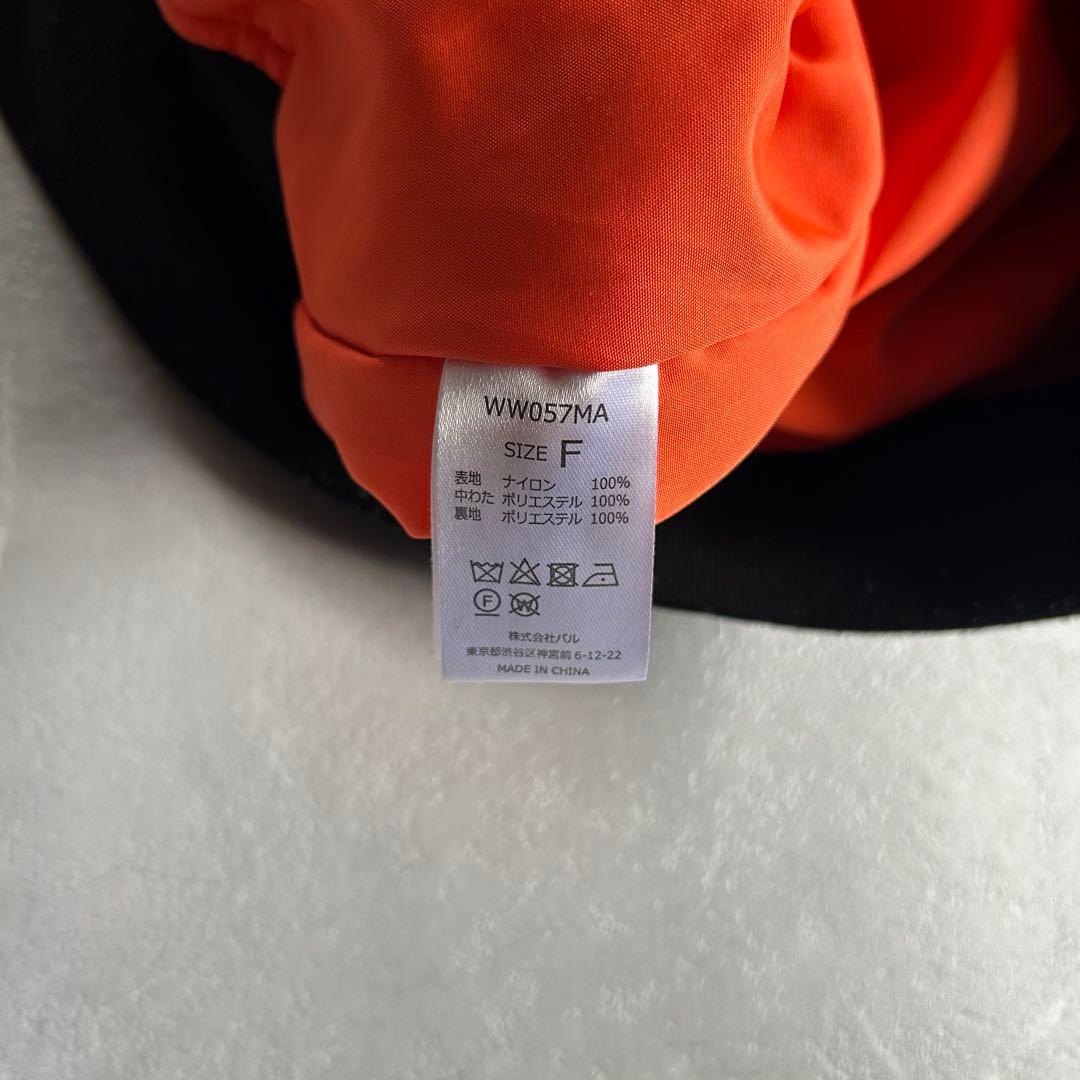 WW057MA
SIZE F
表地 ナイロン 100%
中わた ポリエステル 100%
裏地 ポリエステル 100%
F
W
株式会社パル
東京都渋谷区神宮前 6-12-22
MADE IN CHINA